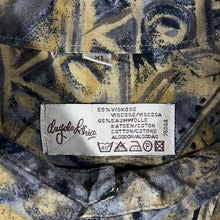 XL
Angelo Litrico
55% VISKOSE
VISCOSE/VISCOSA
45% BAUMWOLLE
KATOEN/COTON
COTTON/COTONE
ALGODON/ALGODAO